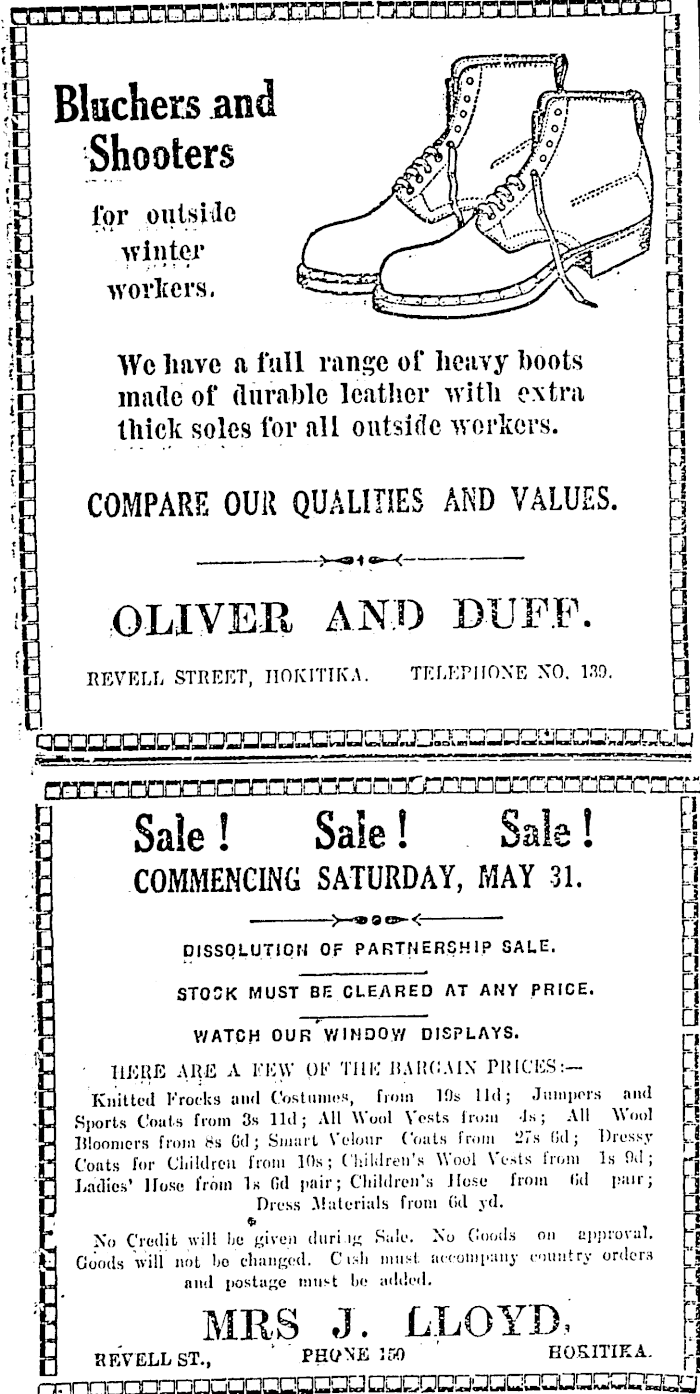 Bluchers and
Shooters
for outside
winter
workers.
We have a full range of heavy boots
made of durable leather with extra
thick soles for all outside workers.
COMPARE OUR QUALITIES AND VALUES.
OLIVER AND DUFF.
REVELL STREET, HOKITIKA. TELEPHONE NO. 139.
Sale! Sale! Sale!
COMMENCING SATURDAY, MAY 31.
DISSOLUTION OF PARTNERSHIP SALE.
STOCK MUST BE CLEARED AT ANY PRICE.
WATCH OUR WINDOW DISPLAYS.
HERE ARE A FEW OF THE BARGAIN PRICES:—
Knitted Frocks and Costumes, from 19s 11d; Jumpers and
Sports Coats from 3s 11d; All Wool Vests from 4s; All Wool
Bloomers from 8s 6d; Smart Velour Coats from 27s 6d; Dressy
Coats for Children from 10s; Children's Wool Vests from 1s 9d;
Ladies' Hose from 1s 6d pair; Children's Hose from 6d pair;
Dress Materials from 6d yd.
No Credit will be given during Sale. No Goods on approval.
Goods will not be changed. Cash must accompany country orders
and postage must be added.
MRS J. LLOYD,
REVELL ST., PHONE 150 HOKITIKA.